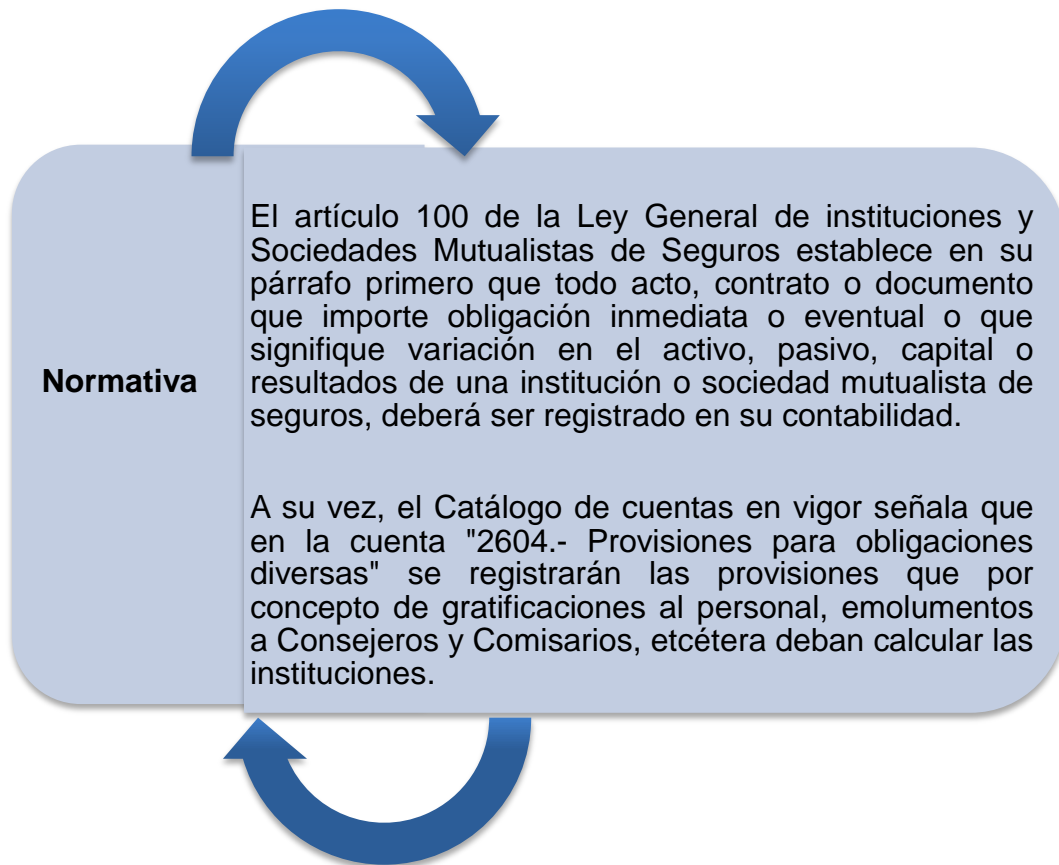 Normativa
El artículo 100 de la Ley General de instituciones y
Sociedades Mutualistas de Seguros establece en su
párrafo primero que todo acto, contrato o documento
que importe obligación inmediata o eventual o que
signifique variación en el activo, pasivo, capital o
resultados de una institución o sociedad mutualista de
seguros, deberá ser registrado en su contabilidad.
A su vez, el Catálogo de cuentas en vigor señala que
en la cuenta "2604.- Provisiones para obligaciones
diversas" se registrarán las provisiones que por
concepto de gratificaciones al personal, emolumentos
a Consejeros y Comisarios, etcétera deban calcular las
instituciones.